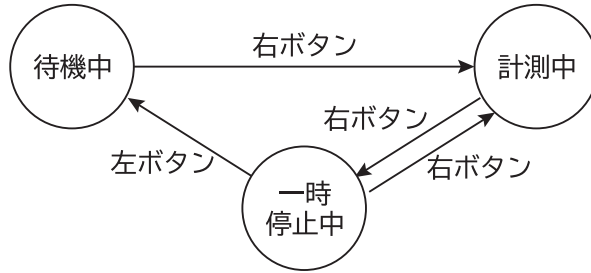 右ボタン
待機中
計測中
右ボタン
左ボタン
右ボタン
一時
停止中